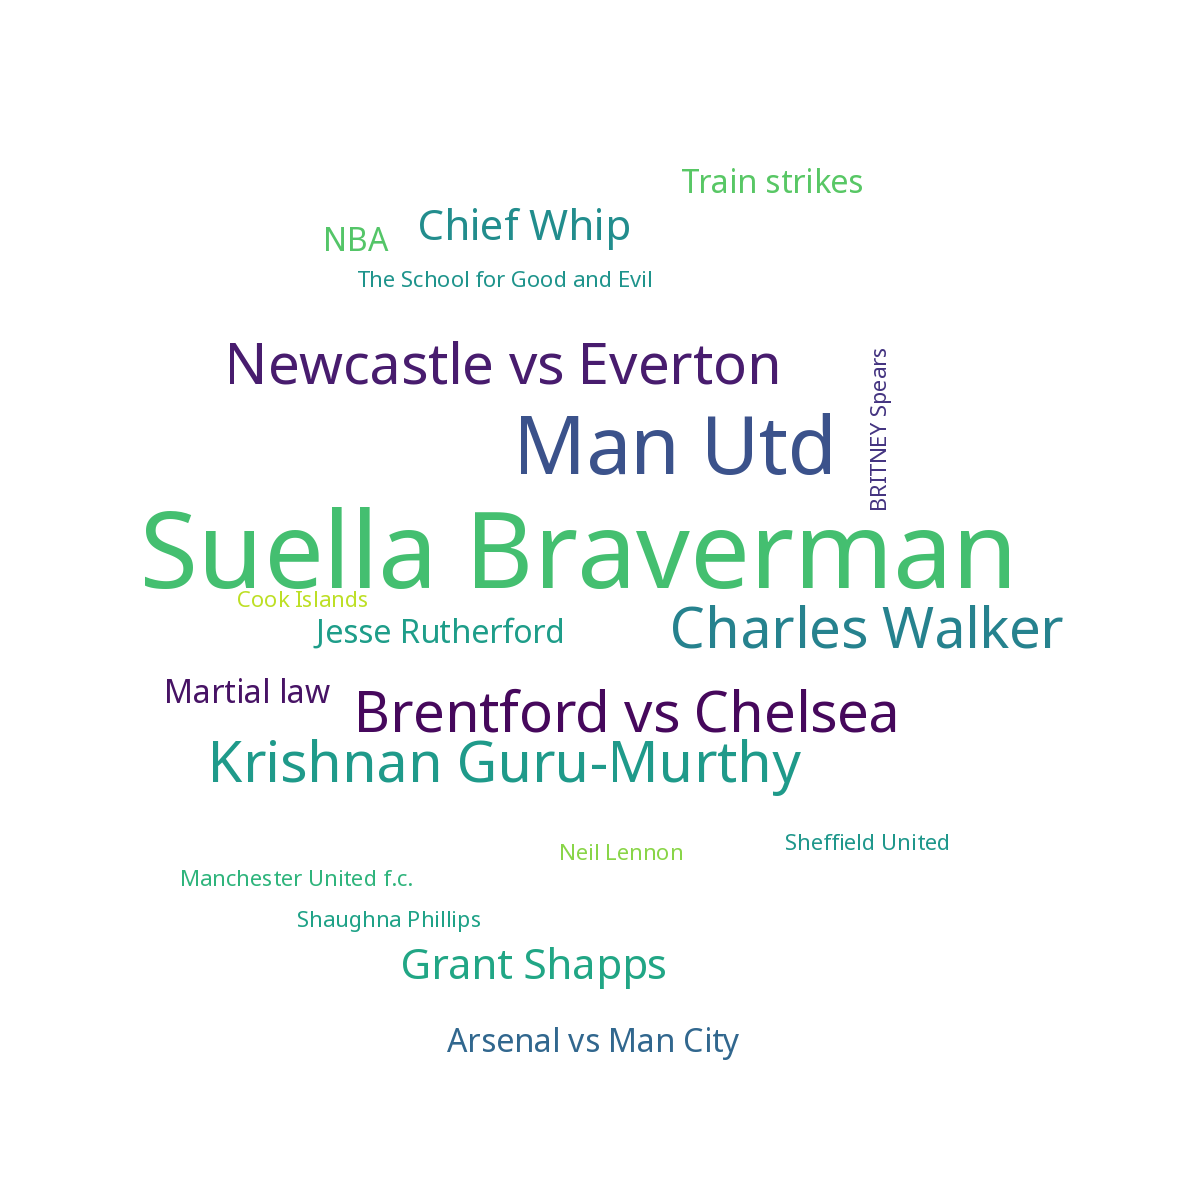 Train strikes
Chief Whip
NBA
The School for Good and Evil
Newcastle vs Everton
BRITNEY Spears
Man Utd
Suella Braverman
Cook Islands
Jesse Rutherford
Charles Walker
Martial law
Brentford vs Chelsea
Krishnan Guru-Murthy
Sheffield United
Neil Lennon
Manchester United f.c.
Shaughna Phillips
Grant Shapps
Arsenal vs Man City